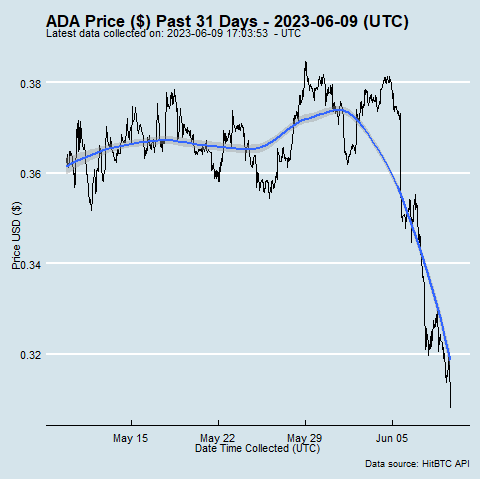 ADA Price ($) Past 31 Days - 2023-06-09 (UTC)
Latest data collected on: 2023-06-09 17:03:53 - UTC
0.38
0.36
0.34
0.32
Price USD ($)
May 15
May 22
May 29
Jun 05
Date Time Collected (UTC)
Data source: HitBTC API